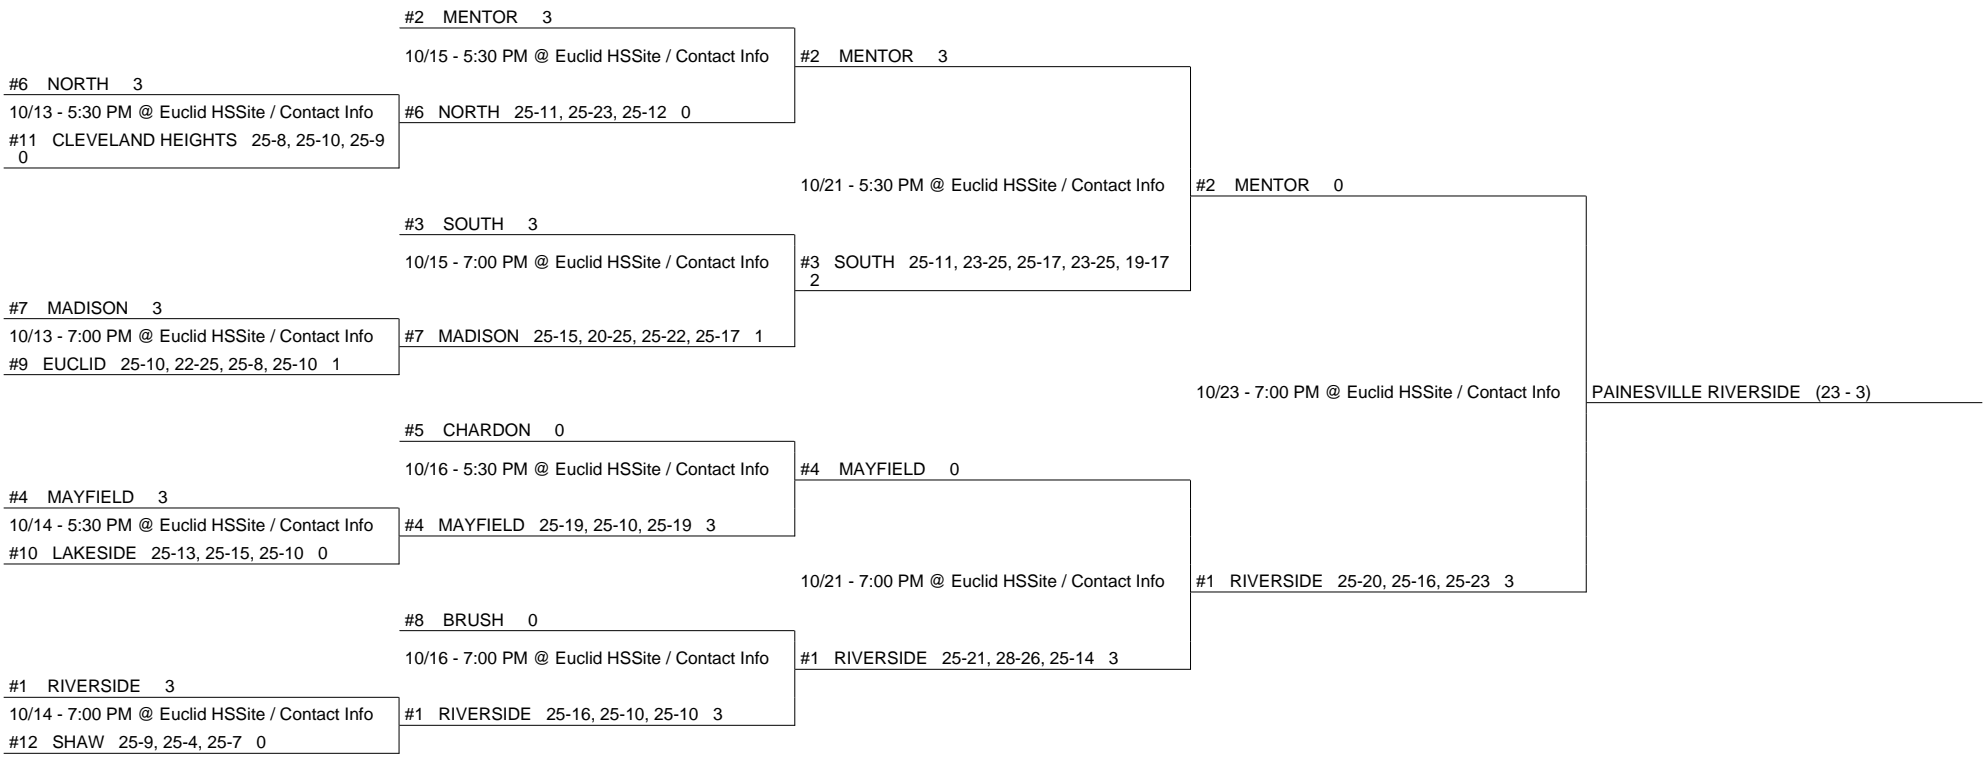 #2 MENTOR 3
10/15 - 5:30 PM @ Euclid HSSite / Contact Info
#2 MENTOR 3
#6 NORTH 3
10/13 - 5:30 PM @ Euclid HSSite / Contact Info
#6 NORTH 25-11, 25-23, 25-12 0
#11 CLEVELAND HEIGHTS 25-8, 25-10, 25-9
0
10/21 - 5:30 PM @ Euclid HSSite / Contact Info
#2 MENTOR 0
#3 SOUTH 3
10/15 - 7:00 PM @ Euclid HSSite / Contact Info
#3 SOUTH 25-11, 23-25, 25-17, 23-25, 19-17
2
#7 MADISON 3
10/13 - 7:00 PM @ Euclid HSSite / Contact Info
#7 MADISON 25-15, 20-25, 25-22, 25-17 1
#9 EUCLID 25-10, 22-25, 25-8, 25-10 1
10/23 - 7:00 PM @ Euclid HSSite / Contact Info
PAINESVILLE RIVERSIDE (23 - 3)
#5 CHARDON 0
10/16 - 5:30 PM @ Euclid HSSite / Contact Info
#4 MAYFIELD 0
#4 MAYFIELD 3
10/14 - 5:30 PM @ Euclid HSSite / Contact Info
#4 MAYFIELD 25-19, 25-10, 25-19 3
#10 LAKESIDE 25-13, 25-15, 25-10 0
10/21 - 7:00 PM @ Euclid HSSite / Contact Info
#1 RIVERSIDE 25-20, 25-16, 25-23 3
#8 BRUSH 0
10/16 - 7:00 PM @ Euclid HSSite / Contact Info
#1 RIVERSIDE 25-21, 28-26, 25-14 3
#1 RIVERSIDE 3
10/14 - 7:00 PM @ Euclid HSSite / Contact Info
#1 RIVERSIDE 25-16, 25-10, 25-10 3
#12 SHAW 25-9, 25-4, 25-7 0